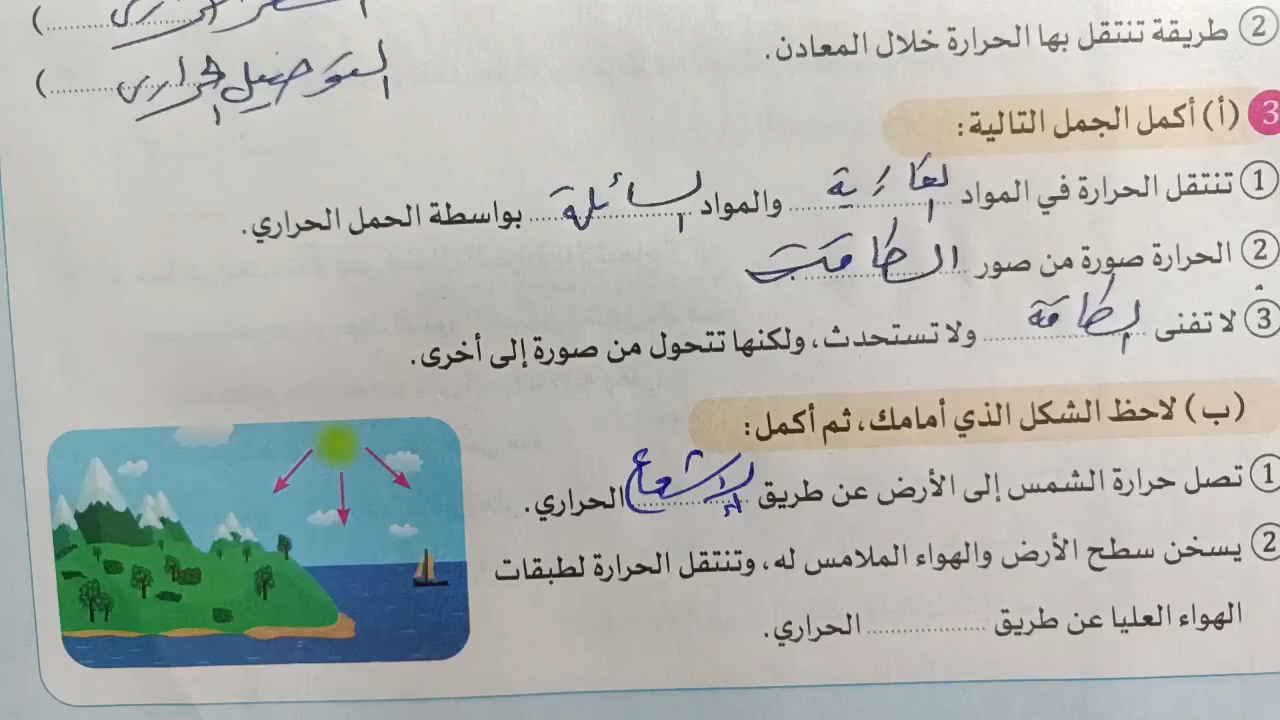 ② طريقة تنتقل بها الحرارة خلال المعادن.
( التوصيل الحراري )
3 (أ) أكمل الجمل التالية:
① تنتقل الحرارة في المواد الغازية والمواد السائلة بواسطة الحمل الحراري.
② الحرارة صورة من صور الطاقة
③ لا تفنى الطاقة ولا تستحدث، ولكنها تتحول من صورة إلى أخرى.
(ب) لاحظ الشكل الذي أمامك، ثم أكمل:
① تصل حرارة الشمس إلى الأرض عن طريق الإشعاع الحراري.
② يسخن سطح الأرض والهواء الملامس له، وتنتقل الحرارة لطبقات
الهواء العليا عن طريق .................. الحراري.